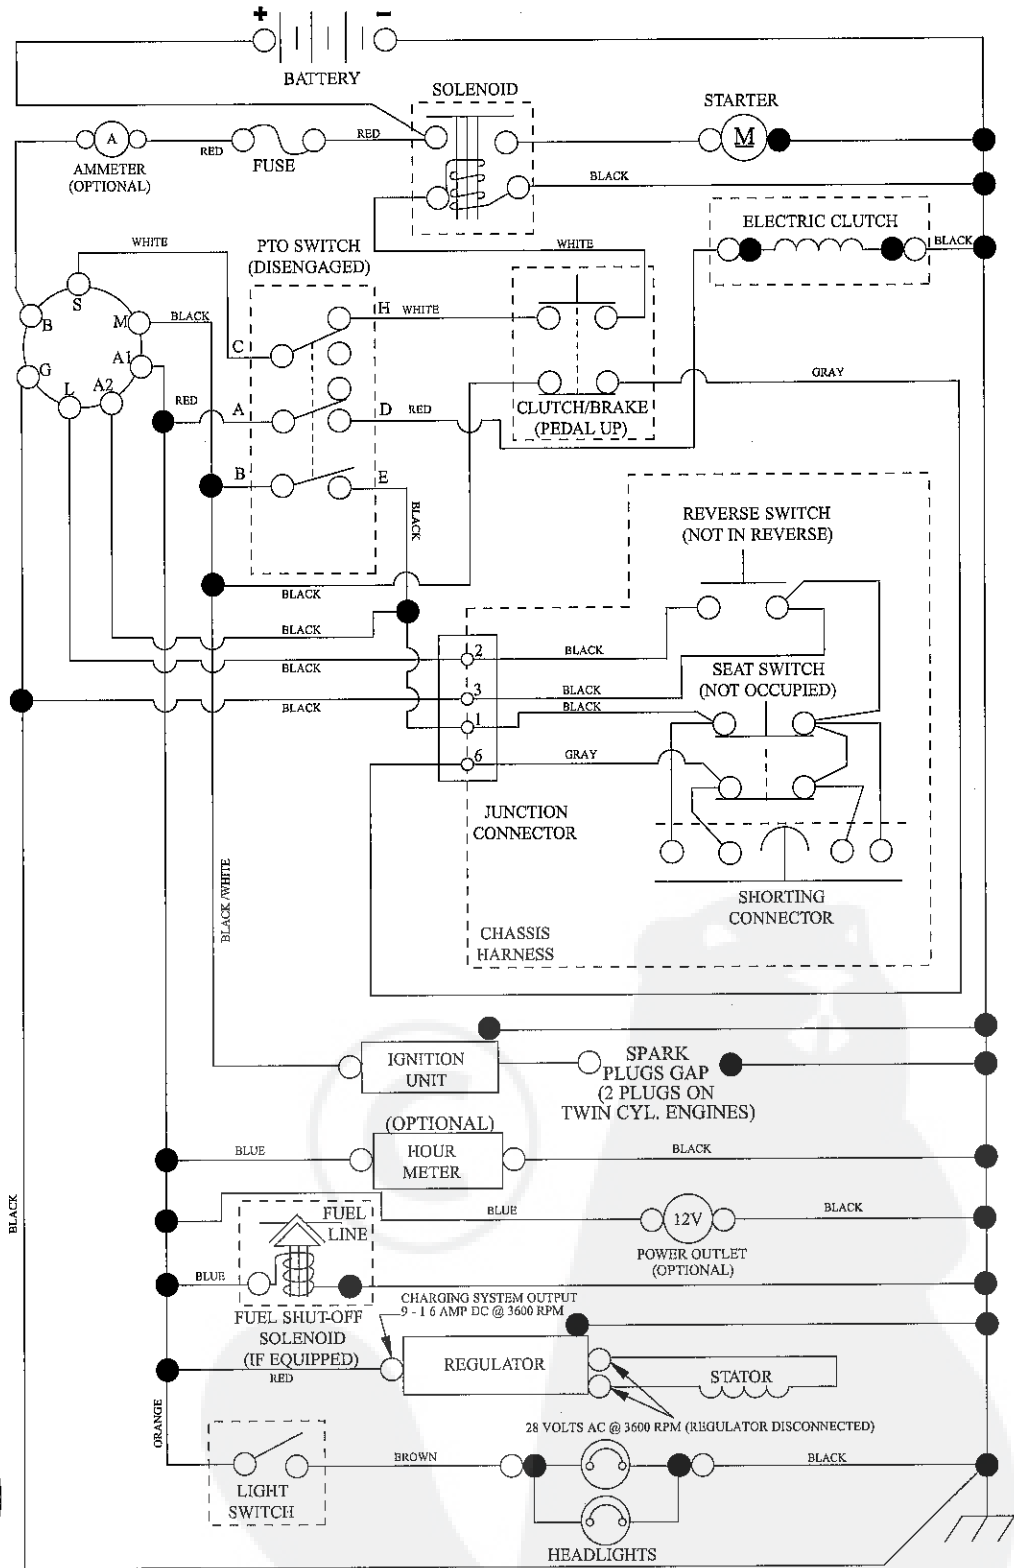 +
−
BATTERY
SOLENOID
STARTER
A
M
RED
FUSE
RED
AMMETER
(OPTIONAL)
BLACK
ELECTRIC CLUTCH
BLACK
WHITE
PTO SWITCH
(DISENGAGED)
WHITE
S
B
M
BLACK
H
WHITE
C
A1
G
L
A2
RED
A
D
RED
GRAY
CLUTCH/BRAKE
(PEDAL UP)
B
E
BLACK
REVERSE SWITCH
(NOT IN REVERSE)
BLACK
BLACK
2
BLACK
BLACK
SEAT SWITCH
(NOT OCCUPIED)
3
BLACK
BLACK
BLACK
1
6
GRAY
JUNCTION
CONNECTOR
BLACK/WHITE
SHORTING
CONNECTOR
CHASSIS
HARNESS
IGNITION
UNIT
SPARK
PLUGS GAP
(2 PLUGS ON
TWIN CYL. ENGINES)
(OPTIONAL)
BLUE
HOUR
METER
BLACK
BLACK
FUEL
LINE
BLUE
12V
BLACK
POWER OUTLET
(OPTIONAL)
BLUE
CHARGING SYSTEM OUTPUT
9 - 1 6 AMP DC @ 3600 RPM
FUEL SHUT-OFF
SOLENOID
(IF EQUIPPED)
RED
REGULATOR
STATOR
ORANGE
28 VOLTS AC @ 3600 RPM (REGULATOR DISCONNECTED)
BROWN
BLACK
LIGHT
SWITCH
HEADLIGHTS
©